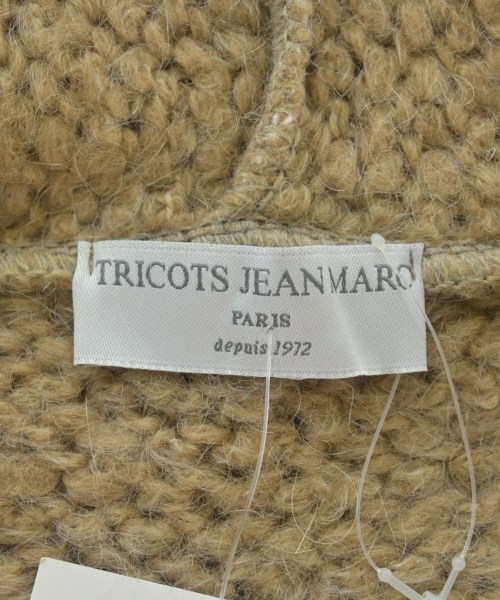 TRICOTS JEANMARC
PARIS
depuis 1972